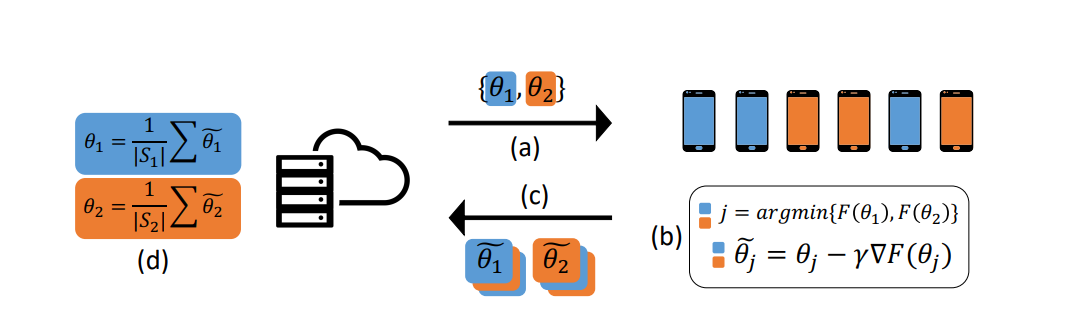 {θ₁, θ₂}
(a)
θ₁ = 1/|S₁| ∑ θ̃₁
θ₂ = 1/|S₂| ∑ θ̃₂
(d)
(c)
θ̃₁ θ̃₂
(b)
j = argmin{F(θ₁), F(θ₂)}
θ̃ⱼ = θⱼ − γ∇F(θⱼ)